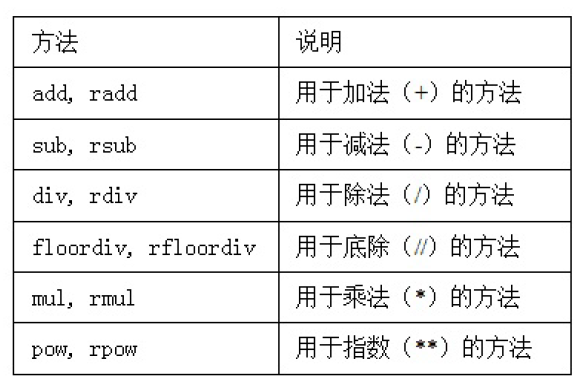 方法 说明
add, radd 用于加法（+）的方法
sub, rsub 用于减法（-）的方法
div, rdiv 用于除法（/）的方法
floordiv, rfloordiv 用于底除（//）的方法
mul, rmul 用于乘法（*）的方法
pow, rpow 用于指数（**）的方法